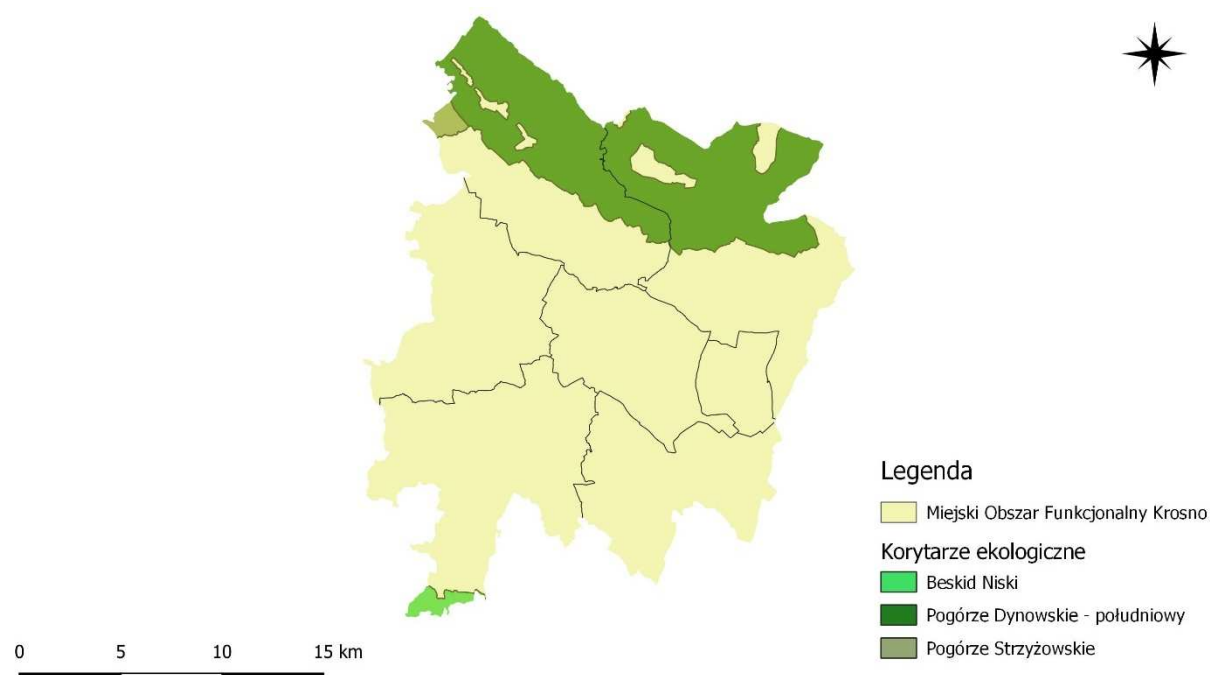 Legenda
Miejski Obszar Funkcjonalny Krosno
Korytarze ekologiczne
Beskid Niski
Pogórze Dynowskie - południowy
Pogórze Strzyżowskie
0 5 10 15 km